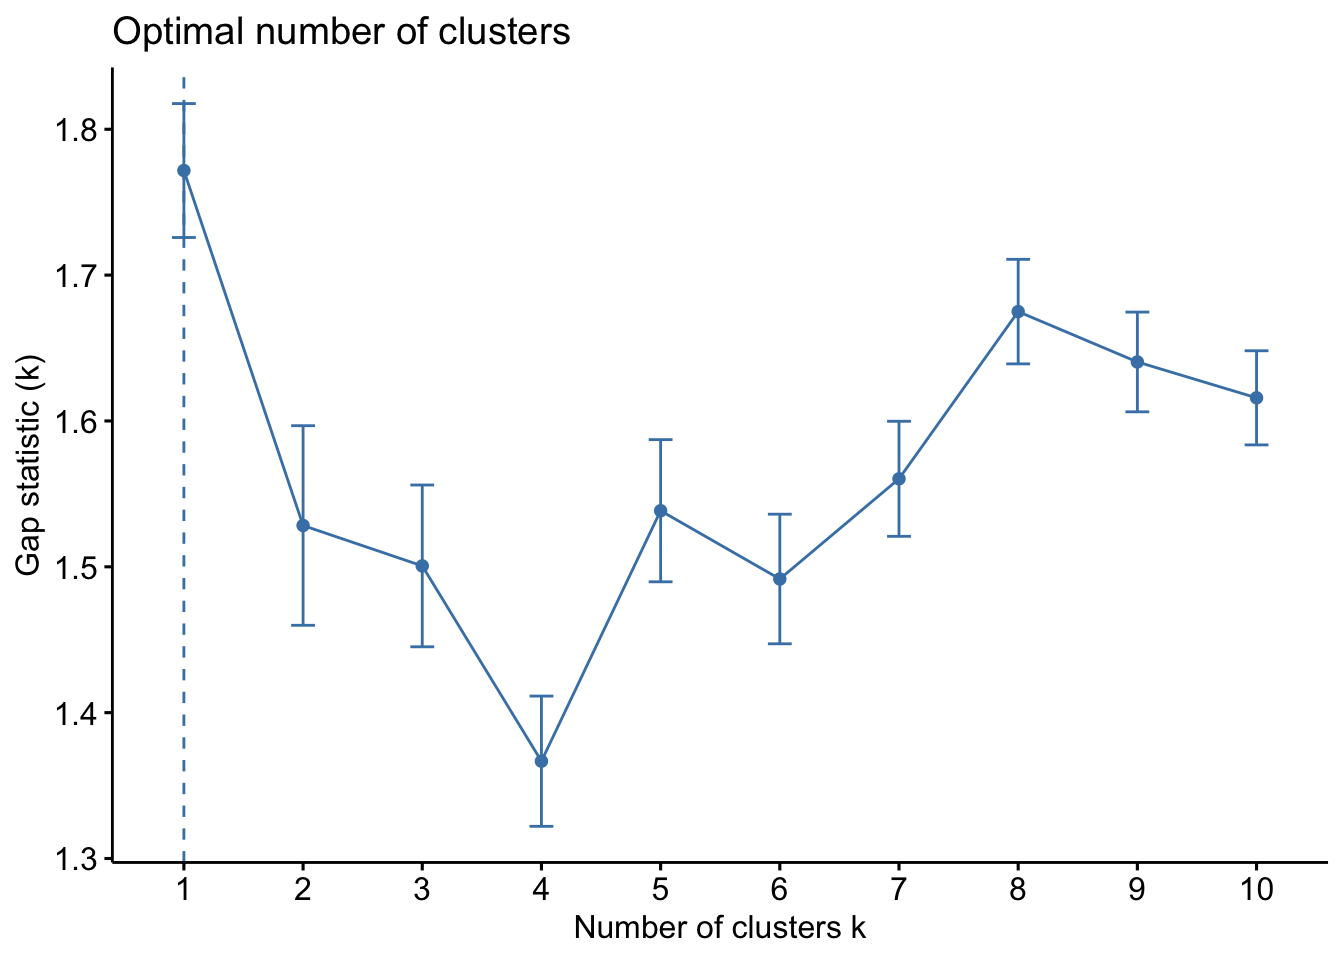 Optimal number of clusters
1.8
1.7
1.6
1.5
1.4
1.3
Gap statistic (k)
1 2 3 4 5 6 7 8 9 10
Number of clusters k